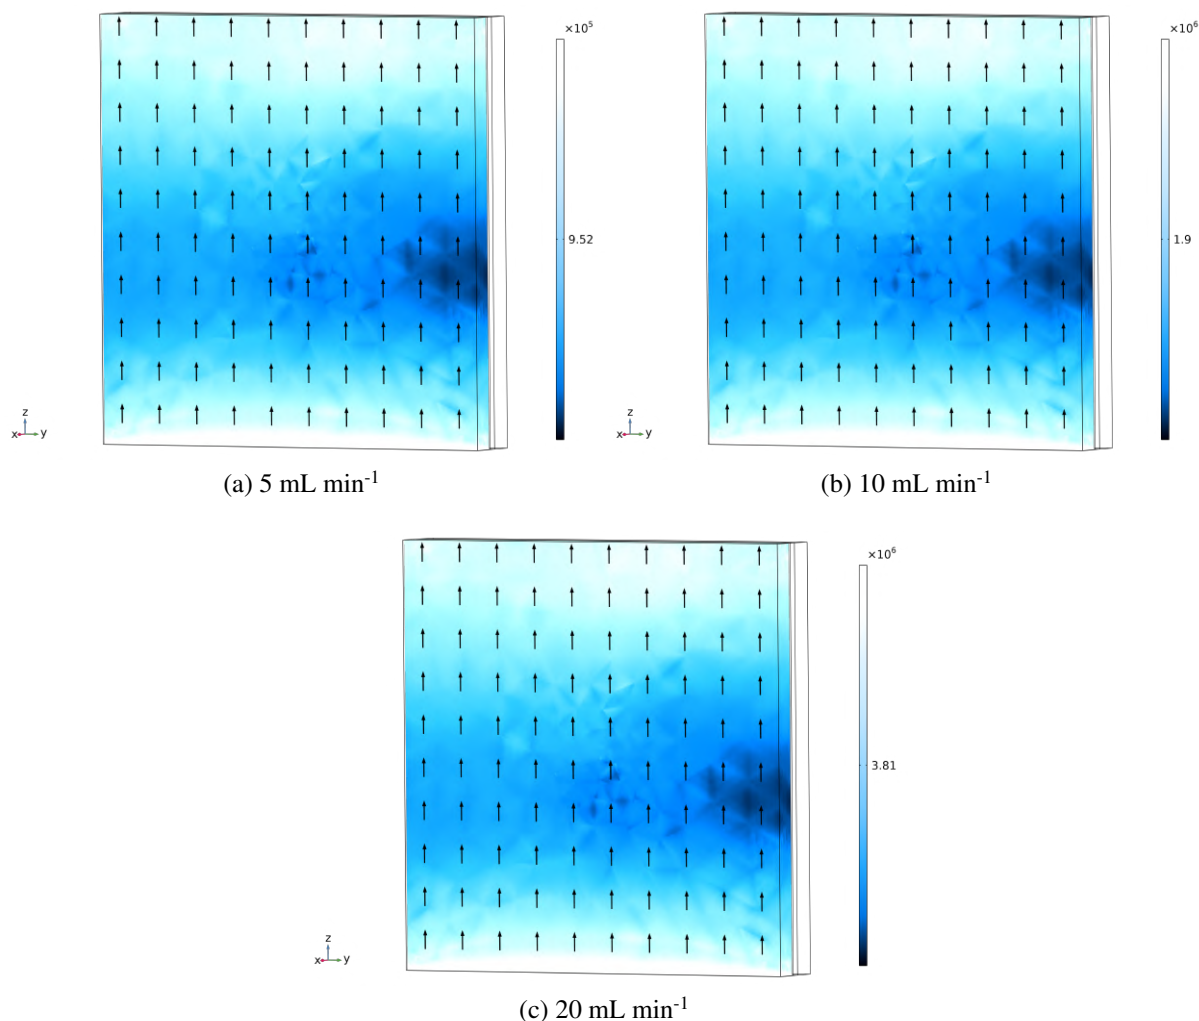 ×10⁵
9.52
z
x y
(a) 5 mL min⁻¹
×10⁶
1.9
z
x y
(b) 10 mL min⁻¹
×10⁶
3.81
z
x y
(c) 20 mL min⁻¹